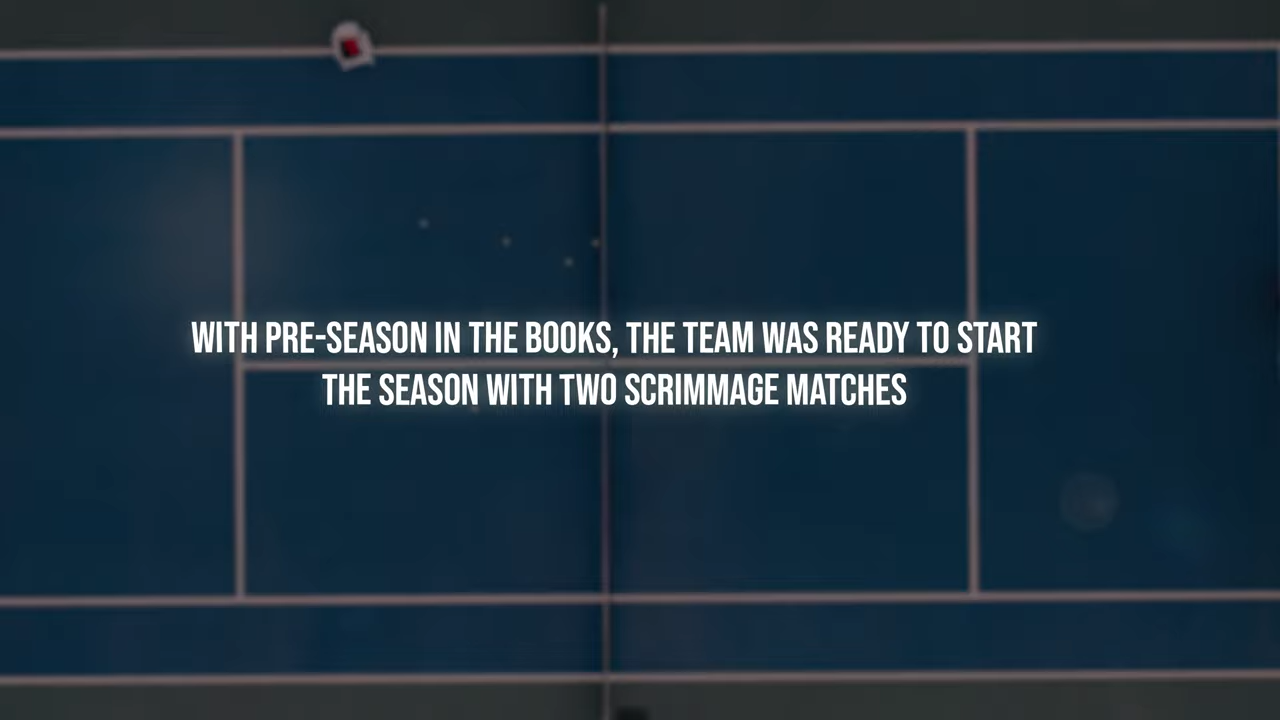 WITH PRE-SEASON IN THE BOOKS, THE TEAM WAS READY TO START
THE SEASON WITH TWO SCRIMMAGE MATCHES